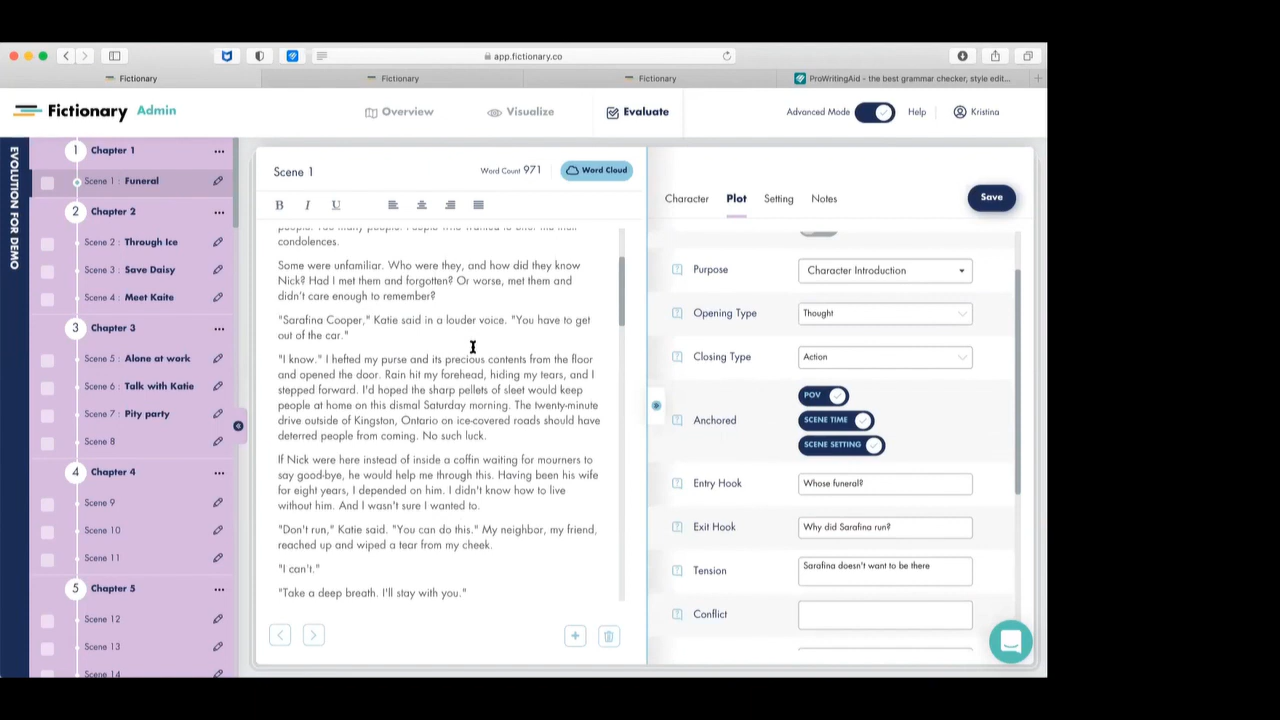 app.fictionary.co
Fictionary
Fictionary
Fictionary
ProWritingAid - the best grammar checker, style edit...
Fictionary Admin
Overview
Visualize
Evaluate
Advanced Mode
Help
Kristina
EVOLUTION FOR DEMO
1 Chapter 1 ...
Scene 1 : Funeral
2 Chapter 2 ...
Scene 2 : Through Ice
Scene 3 : Save Daisy
Scene 4 : Meet Kaite
3 Chapter 3 ...
Scene 5 : Alone at work
Scene 6 : Talk with Katie
Scene 7 : Pity party
Scene 8
4 Chapter 4 ...
Scene 9
Scene 10
Scene 11
5 Chapter 5 ...
Scene 12
Scene 13
Scene 14
Scene 1
Word Count 971
Word Cloud
B I U
condolences.
Some were unfamiliar. Who were they, and how did they know
Nick? Had I met them and forgotten? Or worse, met them and
didn't care enough to remember?
"Sarafina Cooper," Katie said in a louder voice. "You have to get
out of the car."
"I know." I hefted my purse and its precious contents from the floor
and opened the door. Rain hit my forehead, hiding my tears, and I
stepped forward. I'd hoped the sharp pellets of sleet would keep
people at home on this dismal Saturday morning. The twenty-minute
drive outside of Kingston, Ontario on ice-covered roads should have
deterred people from coming. No such luck.
If Nick were here instead of inside a coffin waiting for mourners to
say good-bye, he would help me through this. Having been his wife
for eight years, I depended on him. I didn't know how to live
without him. And I wasn't sure I wanted to.
"Don't run," Katie said. "You can do this." My neighbor, my friend,
reached up and wiped a tear from my cheek.
"I can't."
"Take a deep breath. I'll stay with you."
Character
Plot
Setting
Notes
Save
Purpose
Character Introduction
Opening Type
Thought
Closing Type
Action
Anchored
POV
SCENE TIME
SCENE SETTING
Entry Hook
Whose funeral?
Exit Hook
Why did Sarafina run?
Tension
Sarafina doesn't want to be there
Conflict